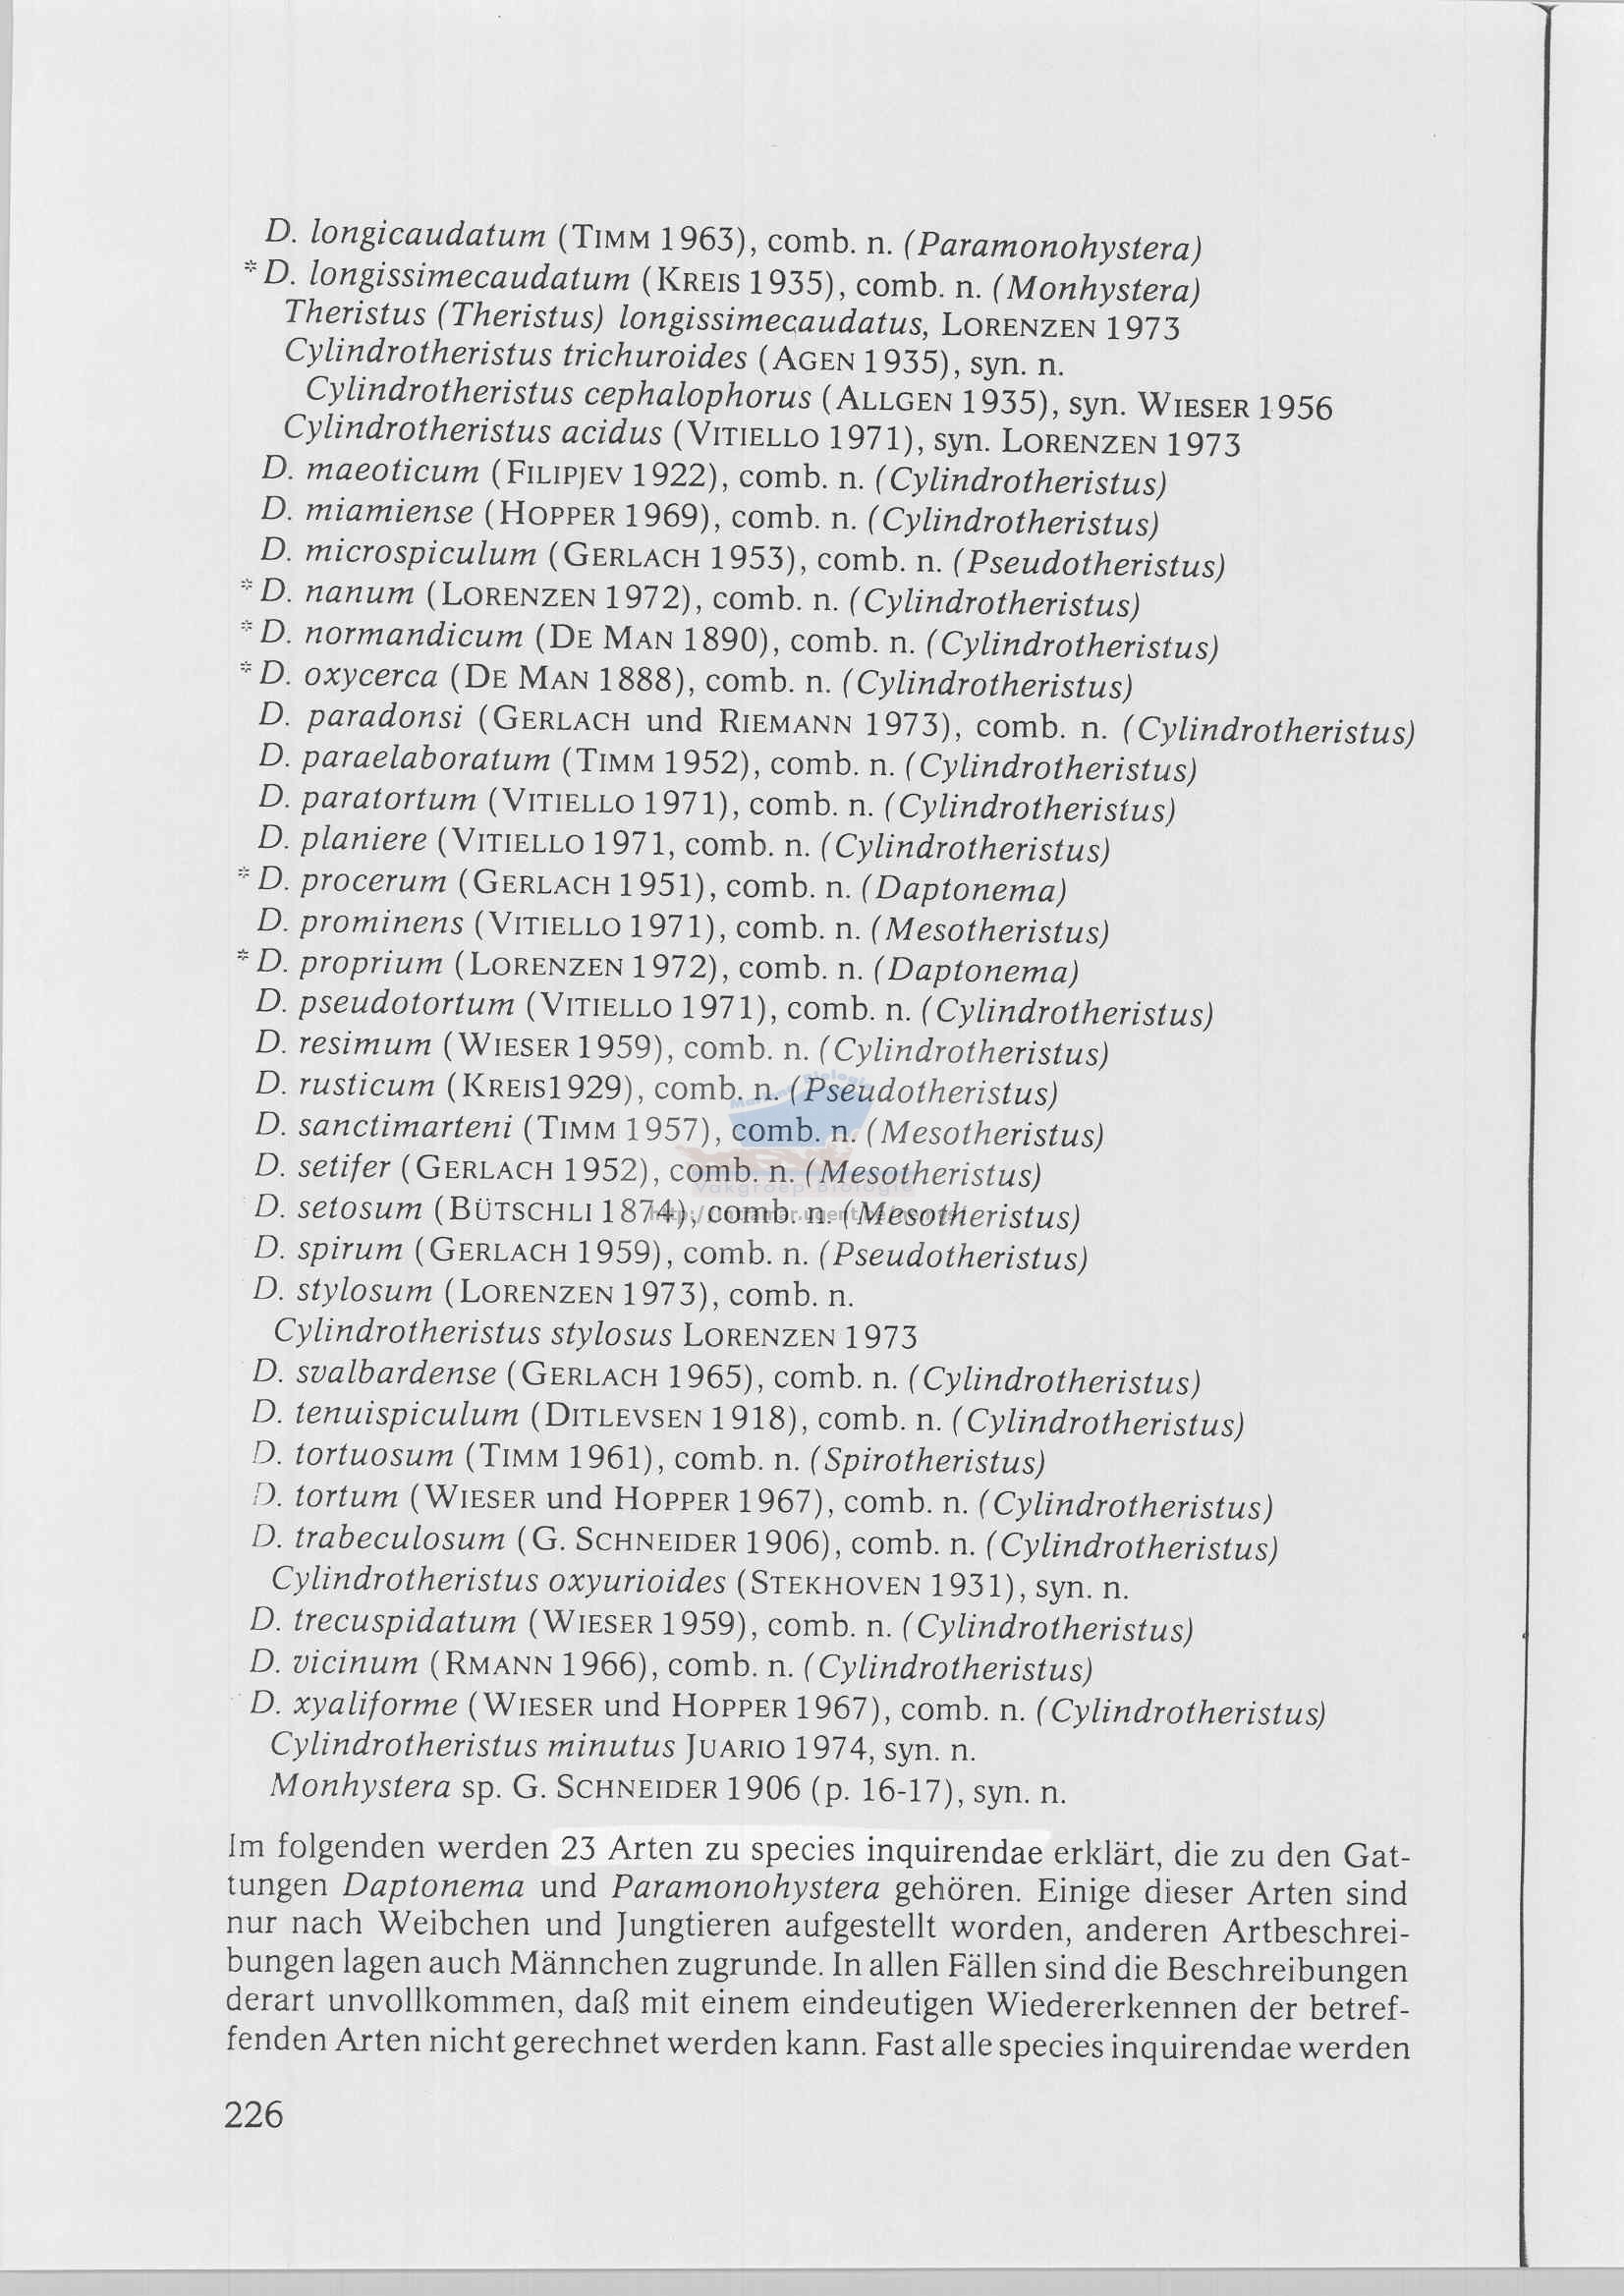 D. longicaudatum (TIMM 1963), comb. n. (Paramonohystera)
*D. longissimecaudatum (KREIS 1935), comb. n. (Monhystera)
Theristus (Theristus) longissimecaudatus, LORENZEN 1973
Cylindrotheristus trichuroides (AGEN 1935), syn. n.
Cylindrotheristus cephalophorus (ALLGEN 1935), syn. WIESER 1956
Cylindrotheristus acidus (VITIELLO 1971), syn. LORENZEN 1973
D. maeoticum (FILIPJEV 1922), comb. n. (Cylindrotheristus)
D. miamiense (HOPPER 1969), comb. n. (Cylindrotheristus)
D. microspiculum (GERLACH 1953), comb. n. (Pseudotheristus)
*D. nanum (LORENZEN 1972), comb. n. (Cylindrotheristus)
*D. normandicum (DE MAN 1890), comb. n. (Cylindrotheristus)
*D. oxycerca (DE MAN 1888), comb. n. (Cylindrotheristus)
D. paradonsi (GERLACH und RIEMANN 1973), comb. n. (Cylindrotheristus)
D. paraelaboratum (TIMM 1952), comb. n. (Cylindrotheristus)
D. paratortum (VITIELLO 1971), comb. n. (Cylindrotheristus)
D. planiere (VITIELLO 1971, comb. n. (Cylindrotheristus)
*D. procerum (GERLACH 1951), comb. n. (Daptonema)
D. prominens (VITIELLO 1971), comb. n. (Mesotheristus)
*D. proprium (LORENZEN 1972), comb. n. (Daptonema)
D. pseudotortum (VITIELLO 1971), comb. n. (Cylindrotheristus)
D. resimum (WIESER 1959), comb. n. (Cylindrotheristus)
D. rusticum (KREIS1929), comb. n. (Pseudotheristus)
D. sanctimarteni (TIMM 1957), comb. n. (Mesotheristus)
D. setifer (GERLACH 1952), comb. n. (Mesotheristus)
Vakgroep Biologie
D. setosum (BÜTSCHLI 1874), comb. n. (Mesotheristus)
D. spirum (GERLACH 1959), comb. n. (Pseudotheristus)
D. stylosum (LORENZEN 1973), comb. n.
Cylindrotheristus stylosus LORENZEN 1973
D. svalbardense (GERLACH 1965), comb. n. (Cylindrotheristus)
D. tenuispiculum (DITLEVSEN 1918), comb. n. (Cylindrotheristus)
D. tortuosum (TIMM 1961), comb. n. (Spirotheristus)
D. tortum (WIESER und HOPPER 1967), comb. n. (Cylindrotheristus)
D. trabeculosum (G. SCHNEIDER 1906), comb. n. (Cylindrotheristus)
Cylindrotheristus oxyurioides (STEKHOVEN 1931), syn. n.
D. trecuspidatum (WIESER 1959), comb. n. (Cylindrotheristus)
D. vicinum (RMANN 1966), comb. n. (Cylindrotheristus)
D. xyaliforme (WIESER und HOPPER 1967), comb. n. (Cylindrotheristus)
Cylindrotheristus minutus JUARIO 1974, syn. n.
Monhystera sp. G. SCHNEIDER 1906 (p. 16-17), syn. n.
Im folgenden werden 23 Arten zu species inquirendae erklärt, die zu den Gat-
tungen Daptonema und Paramonohystera gehören. Einige dieser Arten sind
nur nach Weibchen und Jungtieren aufgestellt worden, anderen Artbeschrei-
bungen lagen auch Männchen zugrunde. In allen Fällen sind die Beschreibungen
derart unvollkommen, daß mit einem eindeutigen Wiedererkennen der betref-
fenden Arten nicht gerechnet werden kann. Fast alle species inquirendae werden
226